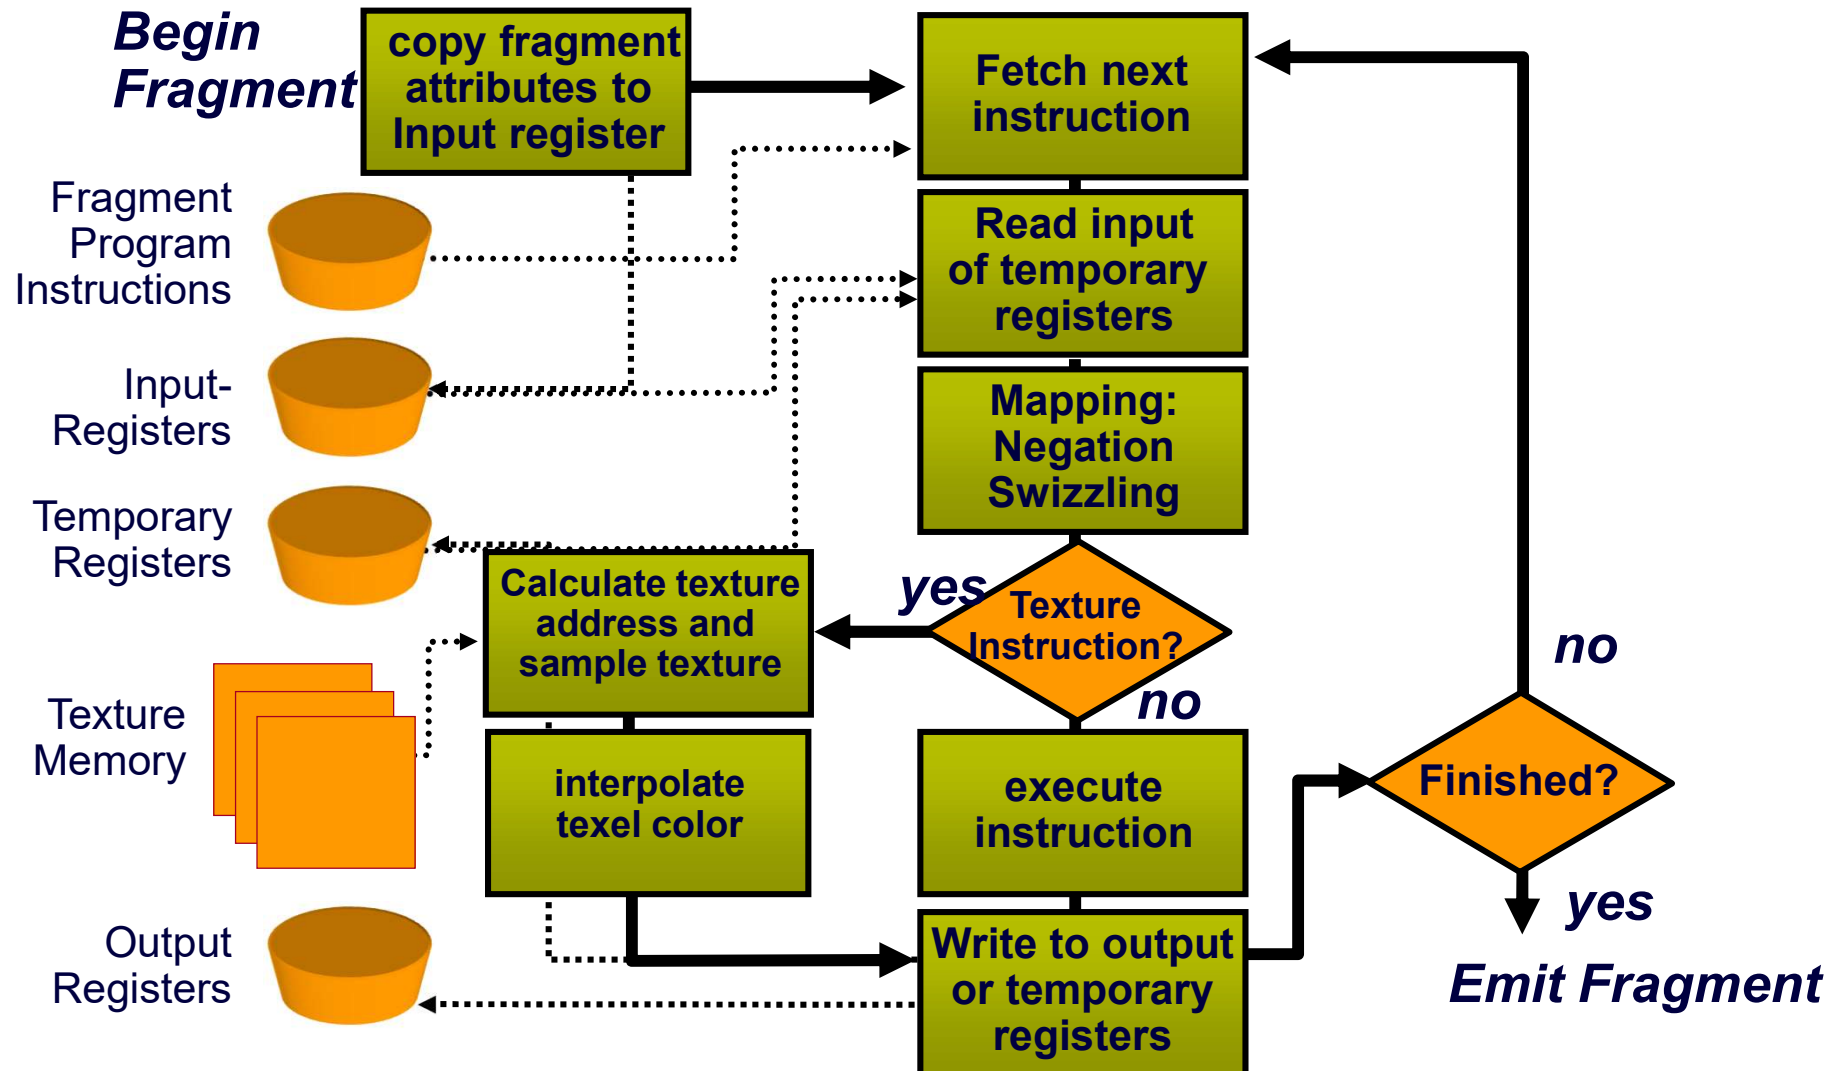 Begin
Fragment
copy fragment
attributes to
Input register
Fetch next
instruction
Fragment
Program
Instructions
Read input
of temporary
registers
Input-
Registers
Mapping:
Negation
Swizzling
Temporary
Registers
Calculate texture
address and
sample texture
yes
Texture
Instruction?
no
no
Texture
Memory
interpolate
texel color
execute
instruction
Finished?
yes
Emit Fragment
Output
Registers
Write to output
or temporary
registers